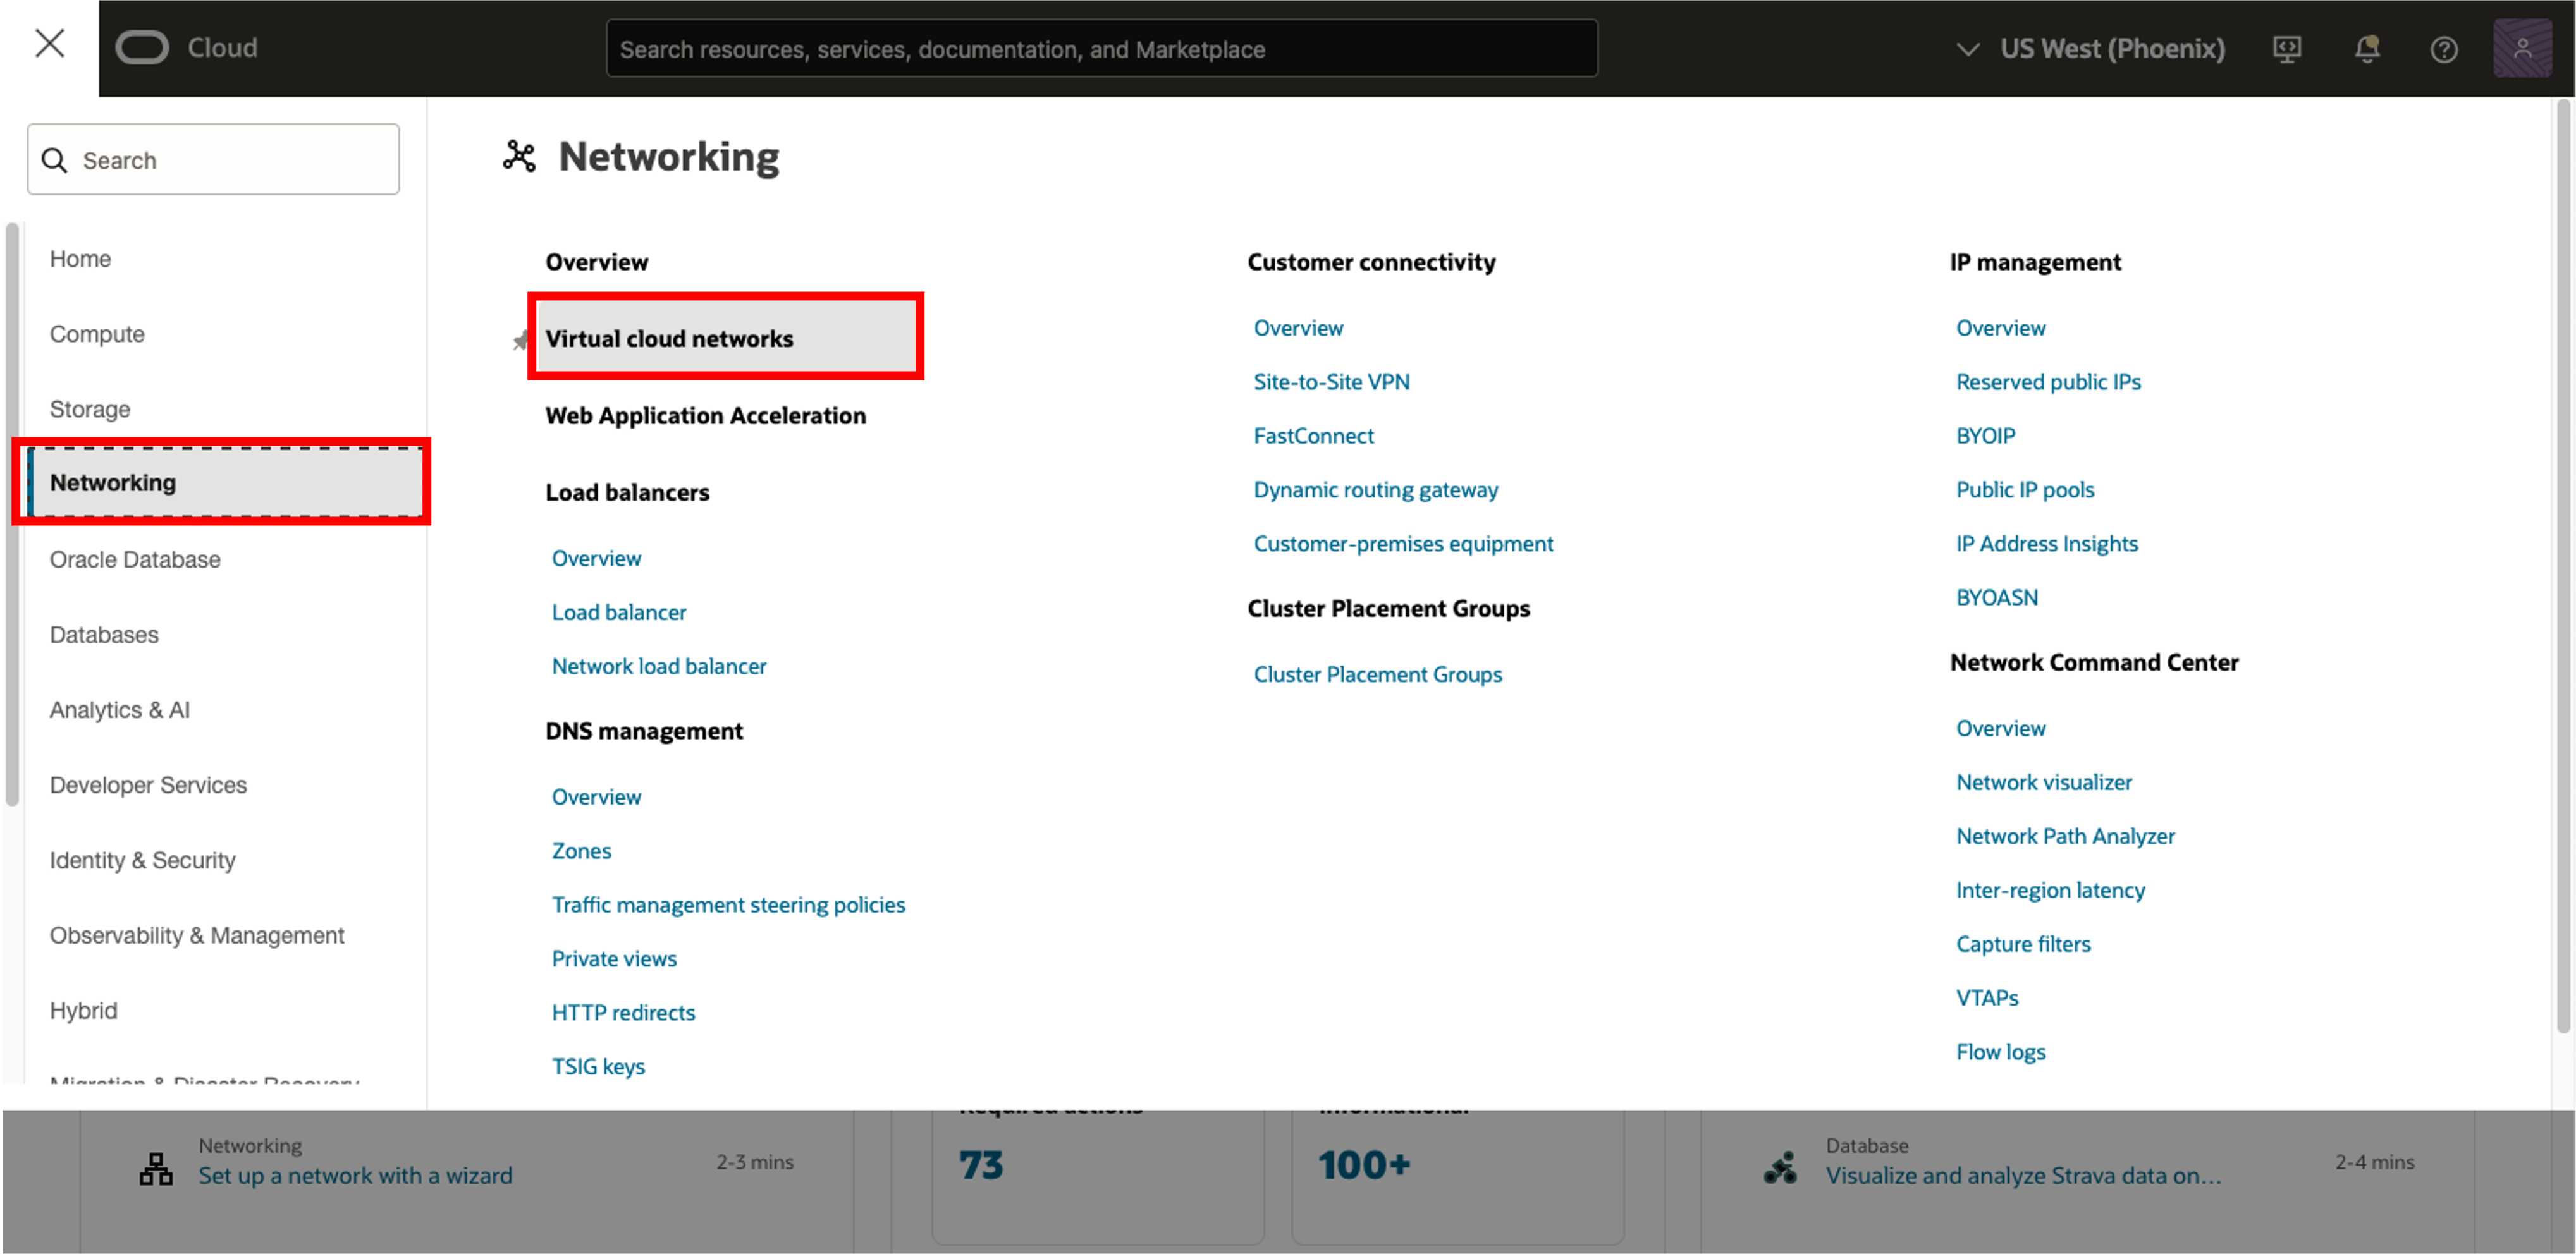 Cloud
Search resources, services, documentation, and Marketplace
US West (Phoenix)
Search
Home
Compute
Storage
Networking
Oracle Database
Databases
Analytics & AI
Developer Services
Identity & Security
Observability & Management
Hybrid
Migration & Disaster Recovery
Networking
Overview
Virtual cloud networks
Web Application Acceleration
Load balancers
Overview
Load balancer
Network load balancer
DNS management
Overview
Zones
Traffic management steering policies
Private views
HTTP redirects
TSIG keys
Customer connectivity
Overview
Site-to-Site VPN
FastConnect
Dynamic routing gateway
Customer-premises equipment
Cluster Placement Groups
Cluster Placement Groups
IP management
Overview
Reserved public IPs
BYOIP
Public IP pools
IP Address Insights
BYOASN
Network Command Center
Overview
Network visualizer
Network Path Analyzer
Inter-region latency
Capture filters
VTAPs
Flow logs
Networking
Set up a network with a wizard
2-3 mins
Required actions
73
Informational
100+
Database
Visualize and analyze Strava data on...
2-4 mins